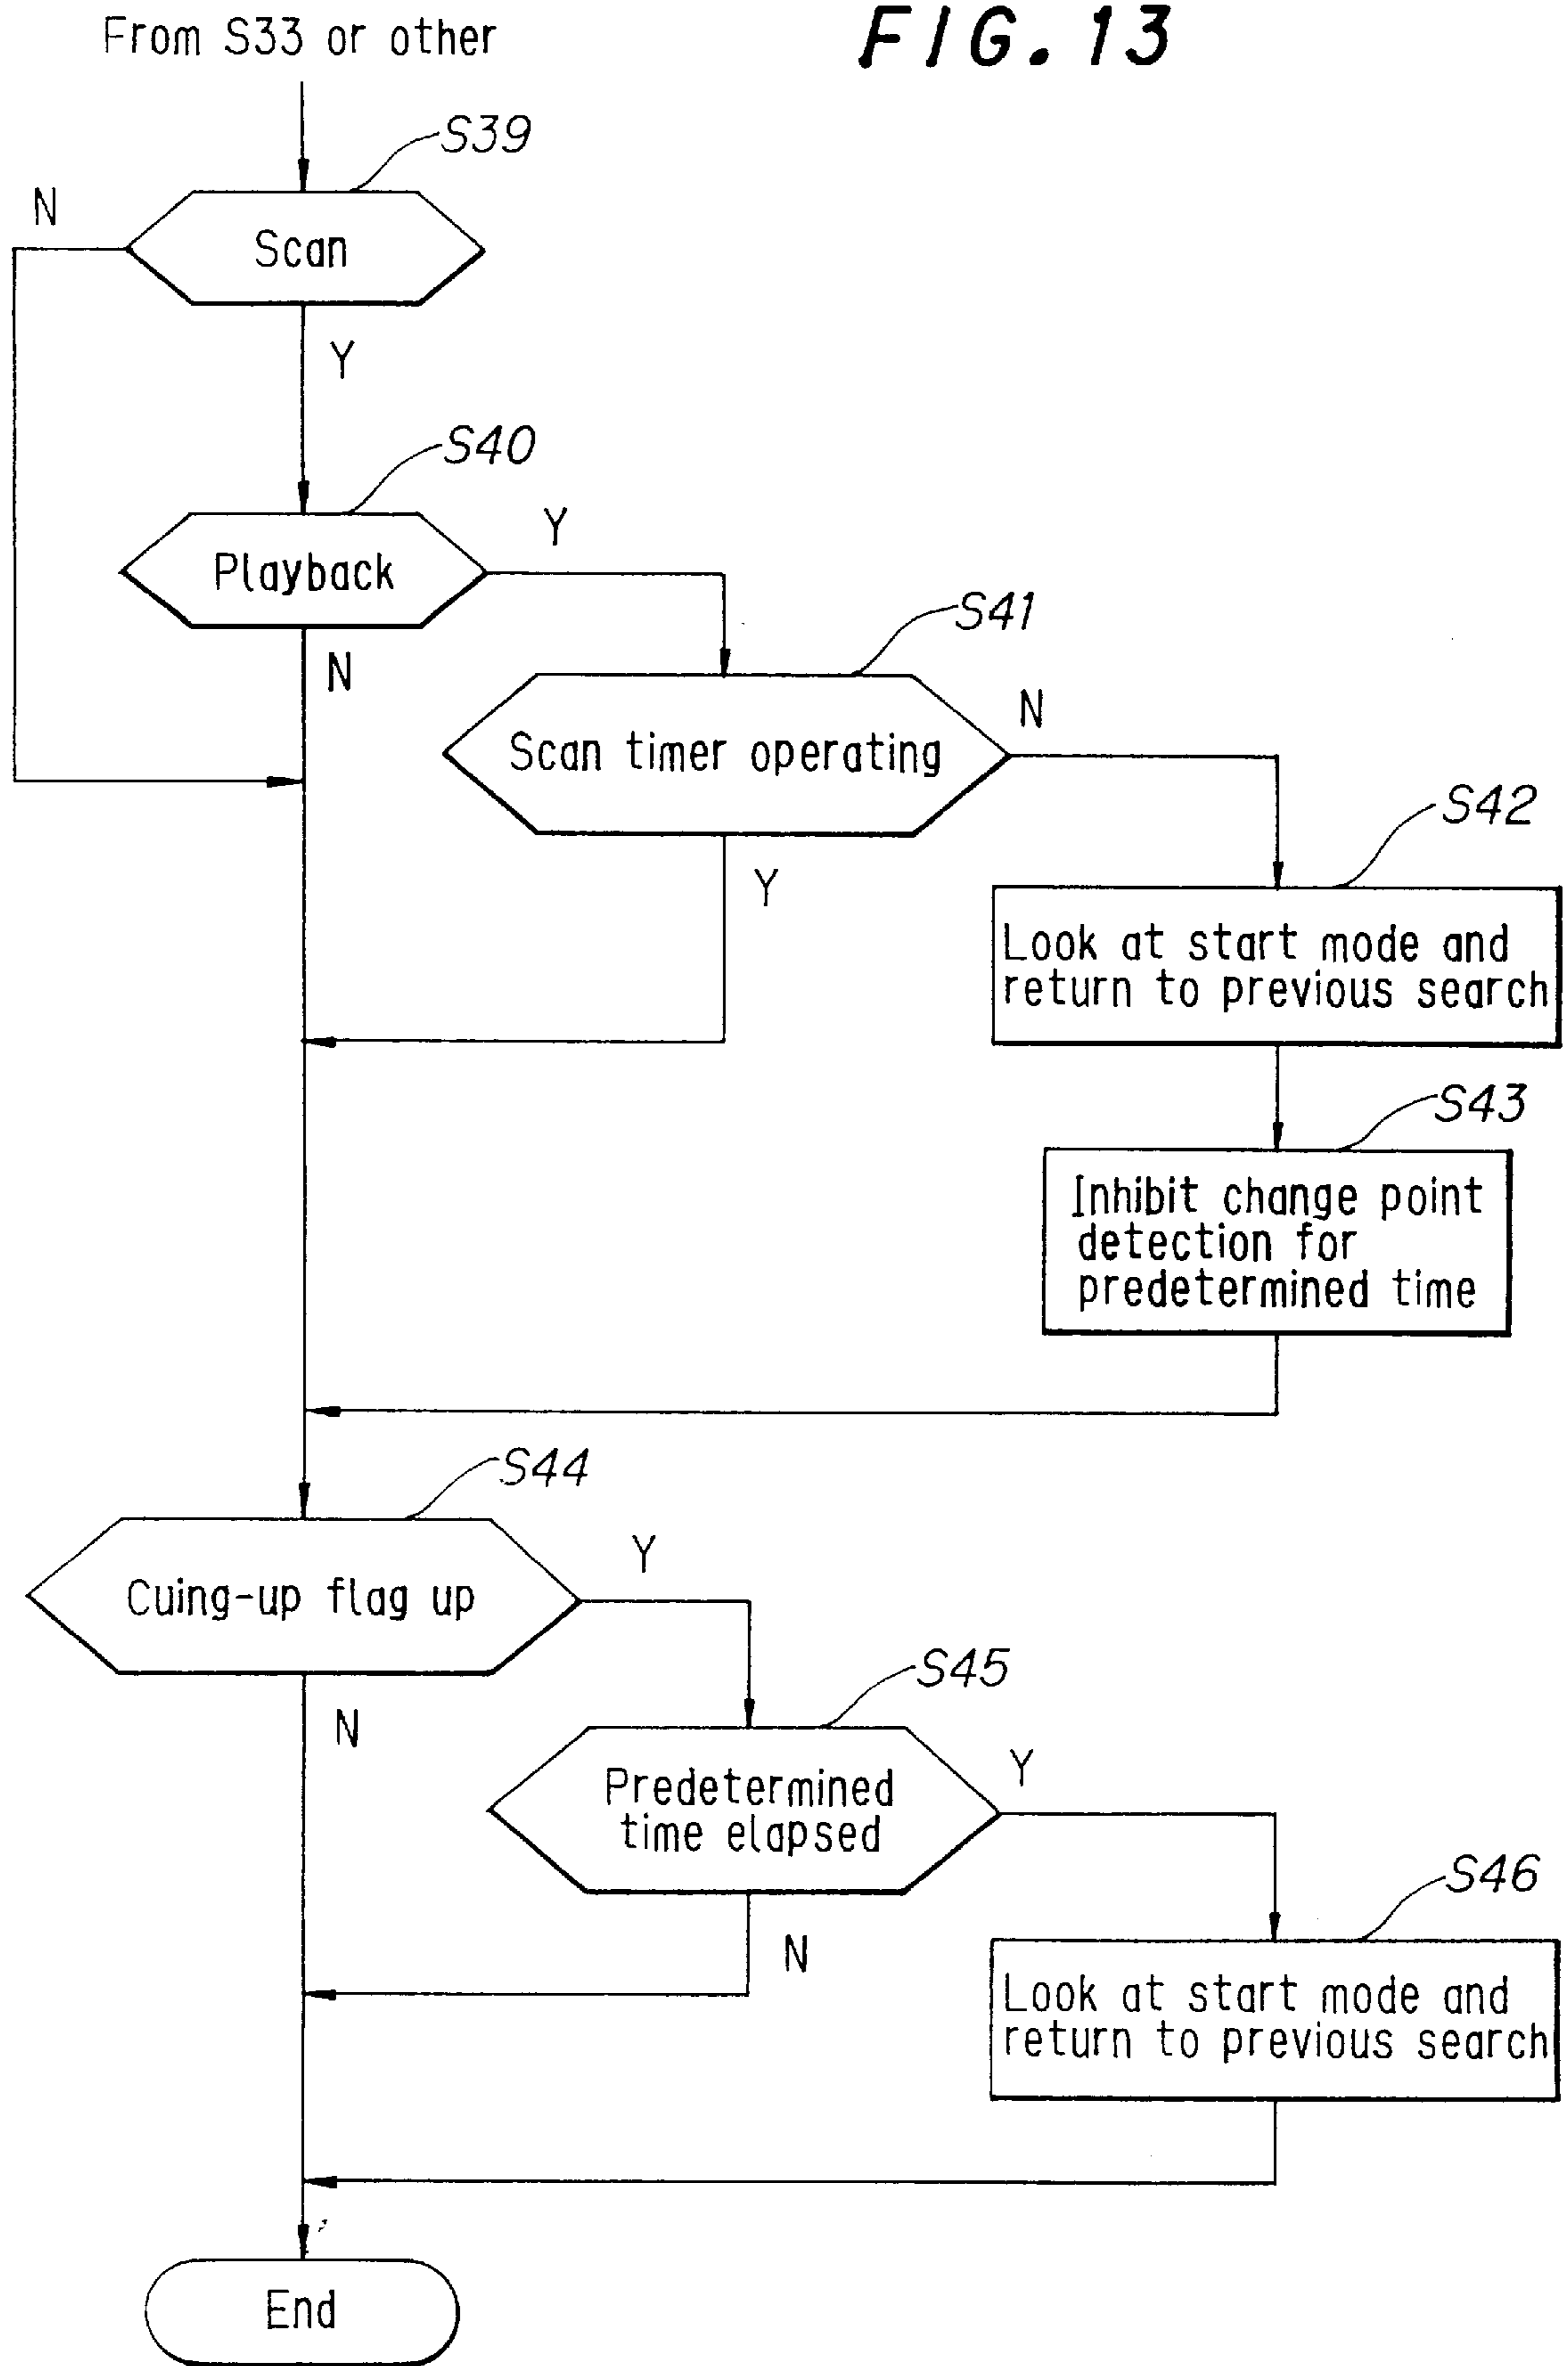 FIG. 13
From S33 or other
S39
N
Scan
Y
S40
Y
Playback
N
S41
N
Scan timer operating
Y
S42
Look at start mode and
return to previous search
S43
Inhibit change point
detection for
predetermined time
S44
Y
Cuing-up flag up
N
S45
Y
Predetermined
time elapsed
N
S46
Look at start mode and
return to previous search
End